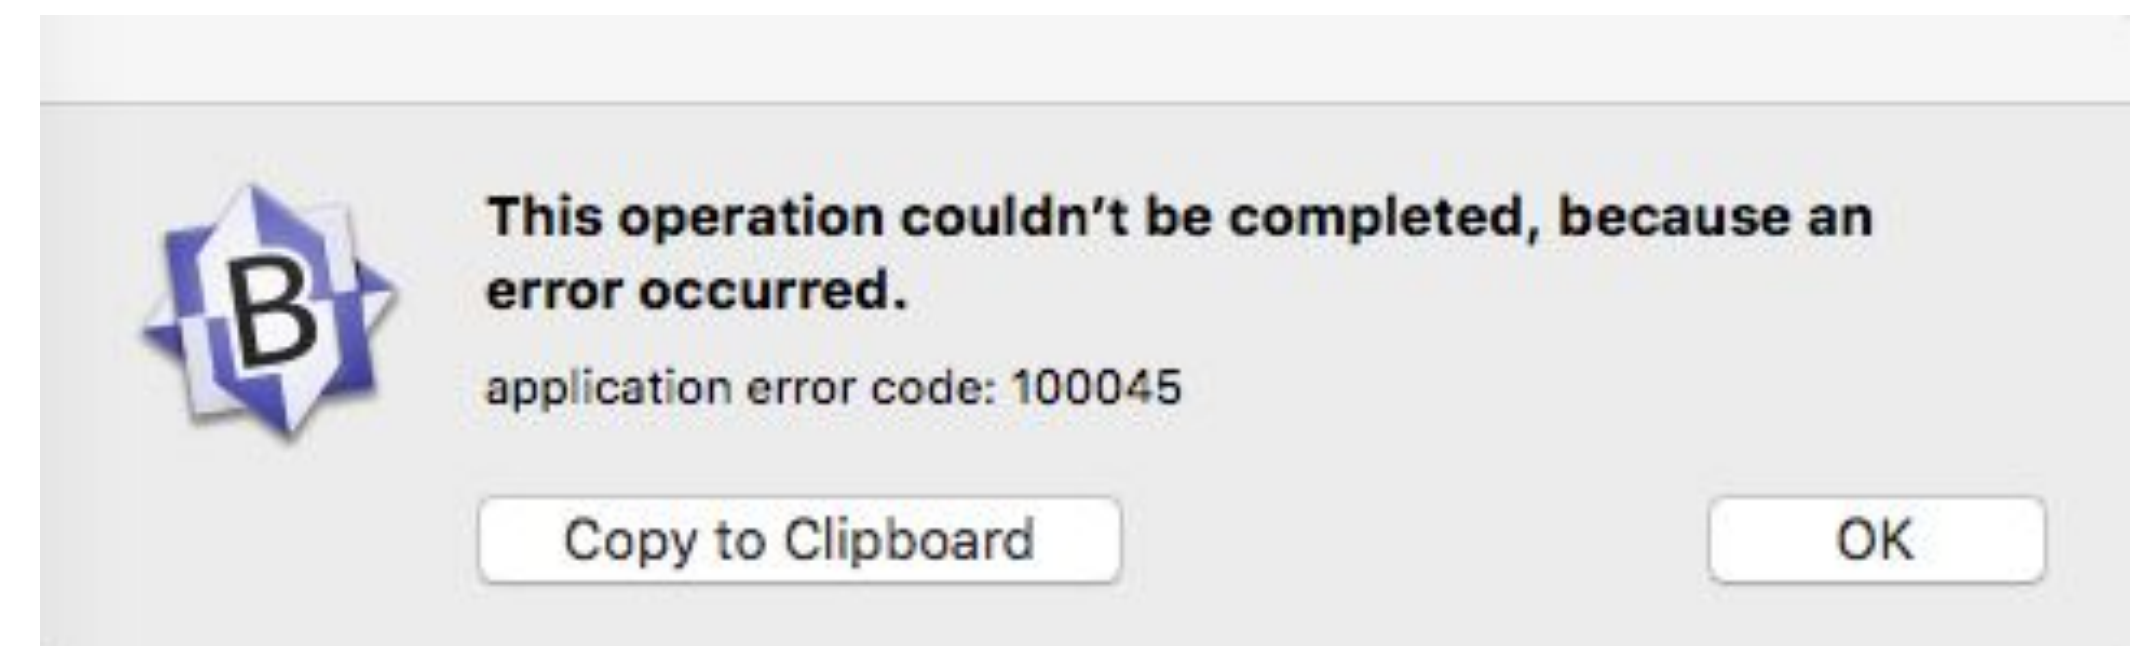 B
This operation couldn’t be completed, because an
error occurred.
application error code: 100045
Copy to Clipboard
OK